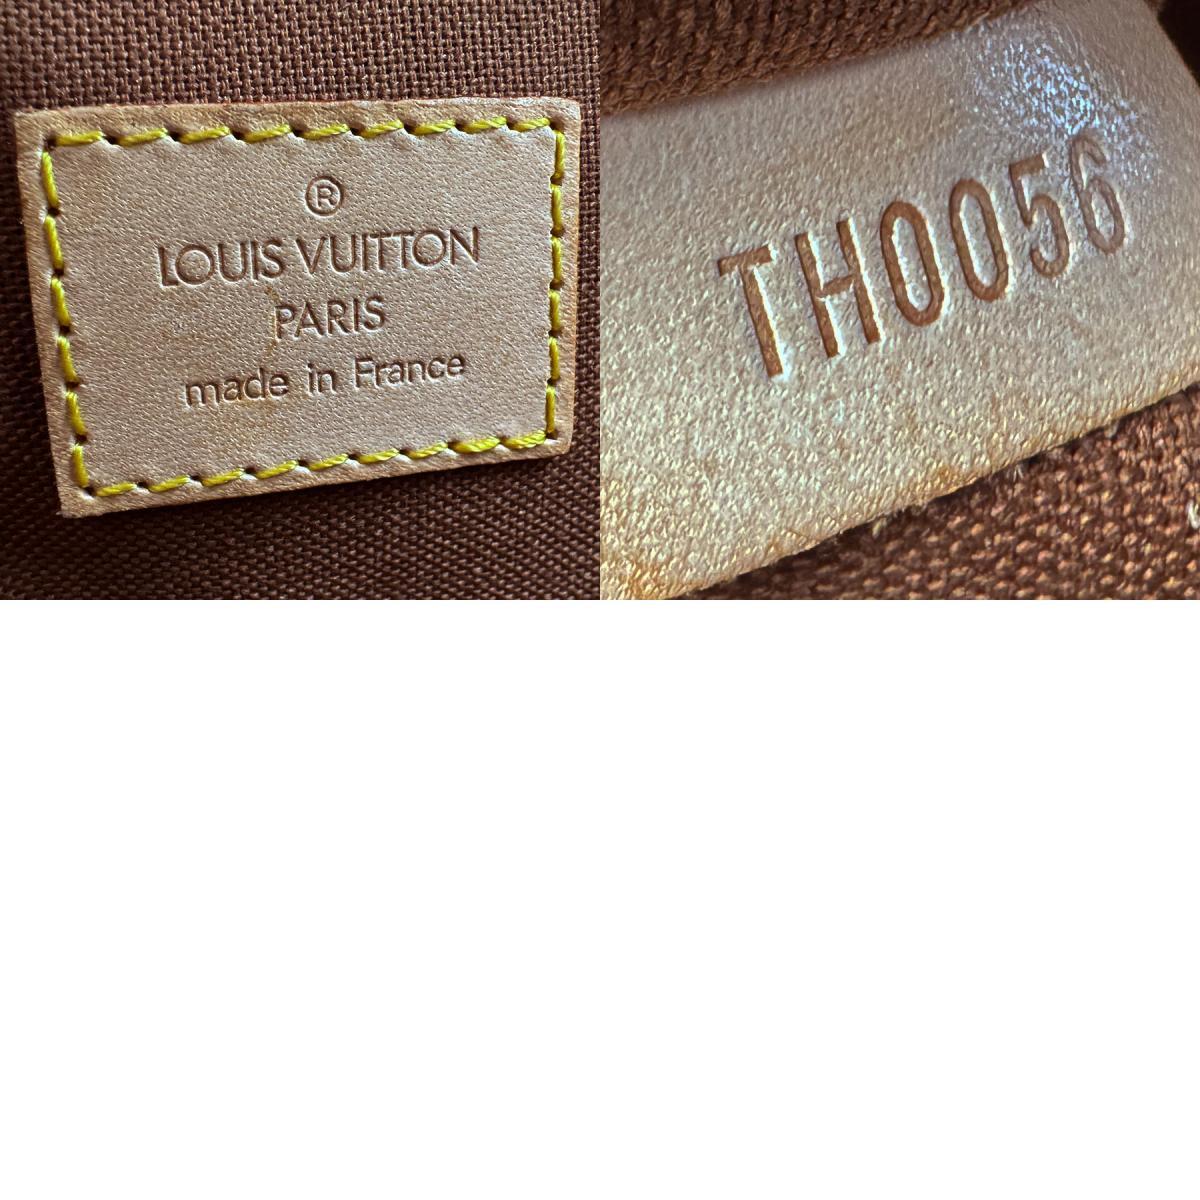 ®
LOUIS VUITTON
PARIS
made in France
TH0056